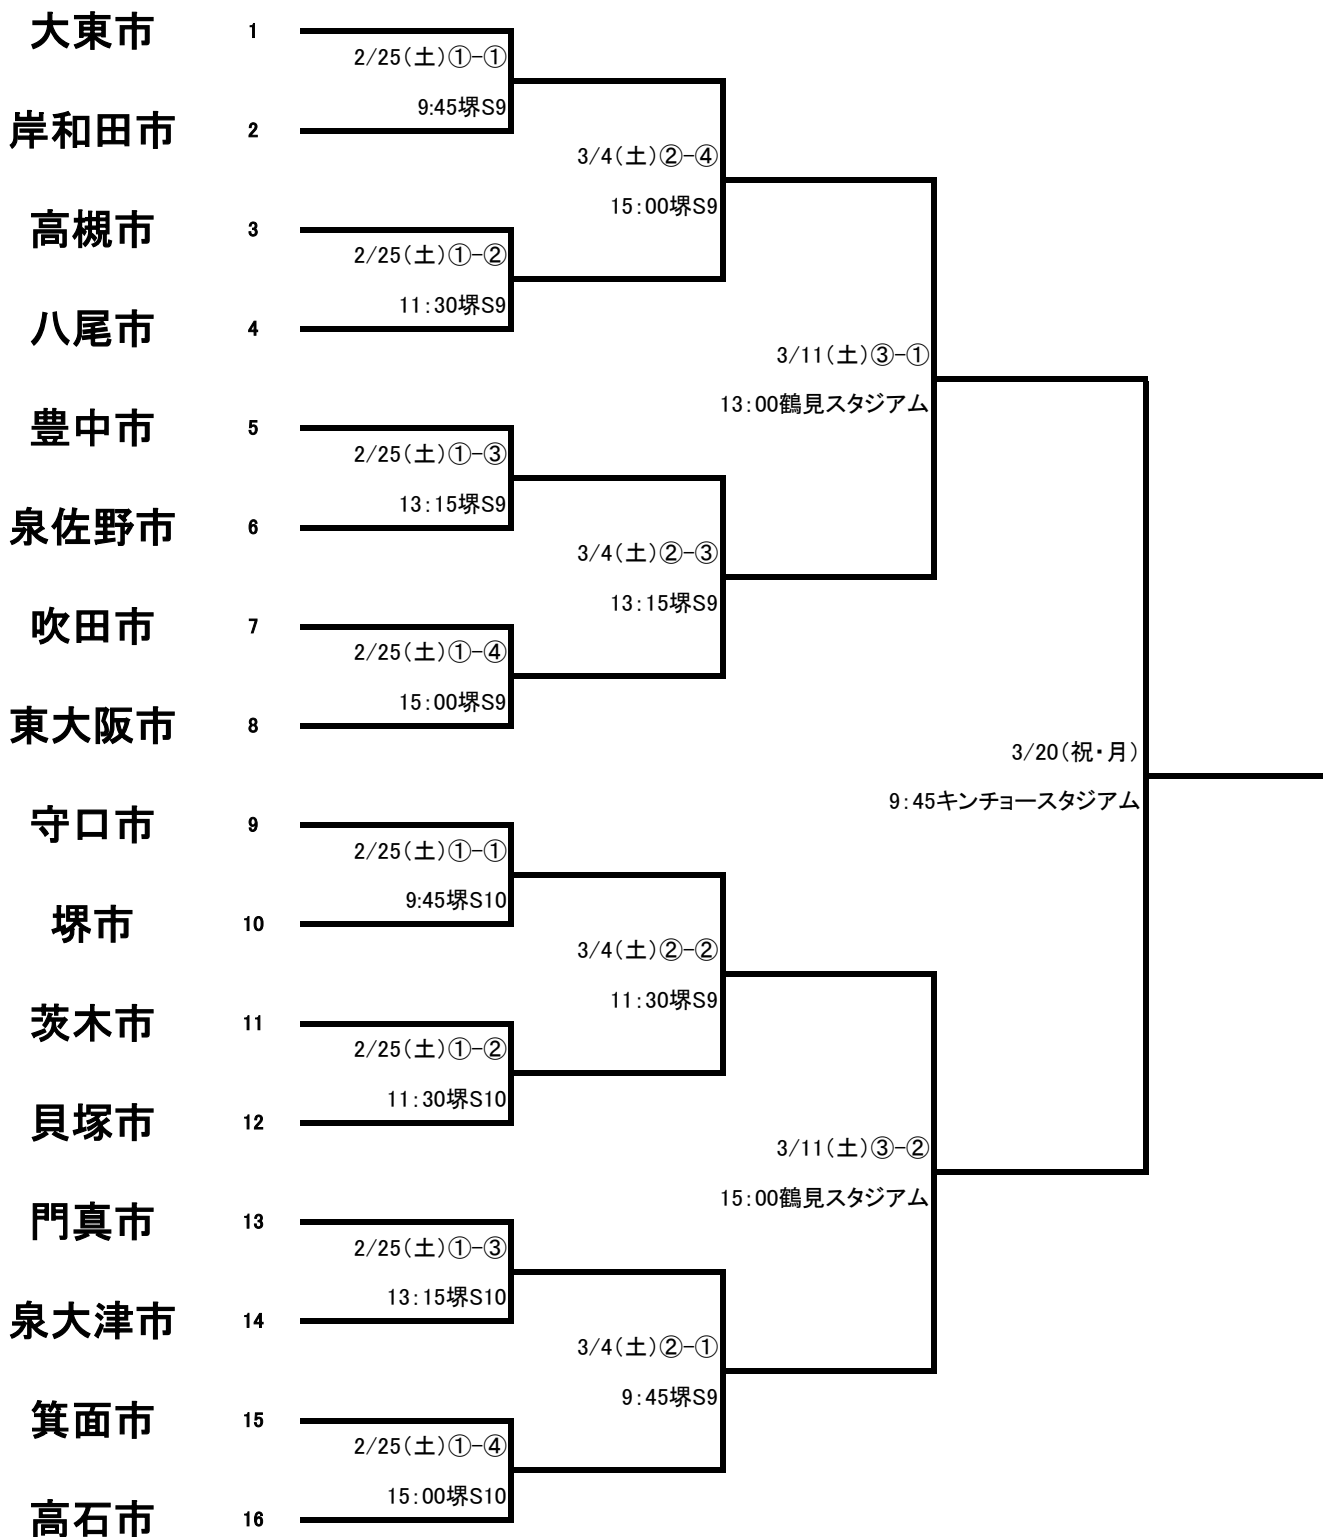 大東市 1
2/25(土)①-①
9:45堺S9
岸和田市 2
3/4(土)②-④
15:00堺S9
高槻市 3
2/25(土)①-②
11:30堺S9
八尾市 4
3/11(土)③-①
13:00鶴見スタジアム
豊中市 5
2/25(土)①-③
13:15堺S9
泉佐野市 6
3/4(土)②-③
13:15堺S9
吹田市 7
2/25(土)①-④
15:00堺S9
東大阪市 8
3/20(祝・月)
9:45キンチョースタジアム
守口市 9
2/25(土)①-①
9:45堺S10
堺市 10
3/4(土)②-②
11:30堺S9
茨木市 11
2/25(土)①-②
11:30堺S10
貝塚市 12
3/11(土)③-②
15:00鶴見スタジアム
門真市 13
2/25(土)①-③
13:15堺S10
泉大津市 14
3/4(土)②-①
9:45堺S9
箕面市 15
2/25(土)①-④
15:00堺S10
高石市 16